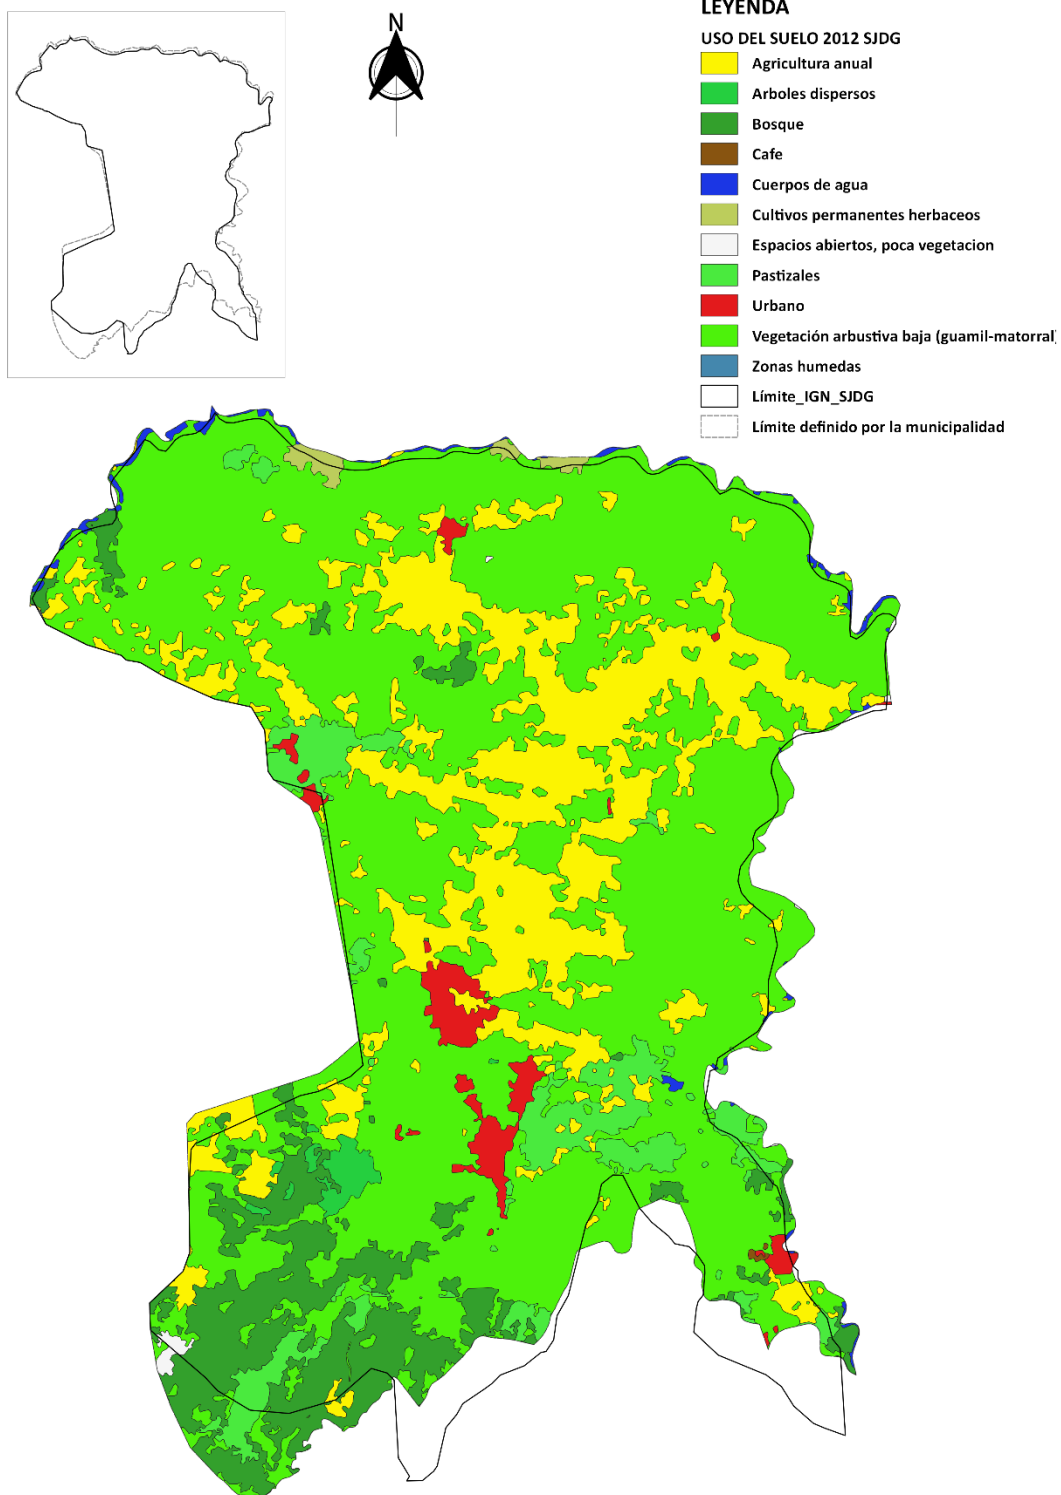 N
LEYENDA
USO DEL SUELO 2012 SJDG
Agricultura anual
Arboles dispersos
Bosque
Cafe
Cuerpos de agua
Cultivos permanentes herbaceos
Espacios abiertos, poca vegetacion
Pastizales
Urbano
Vegetación arbustiva baja (guamil-matorral)
Zonas humedas
Límite_IGN_SJDG
Límite definido por la municipalidad